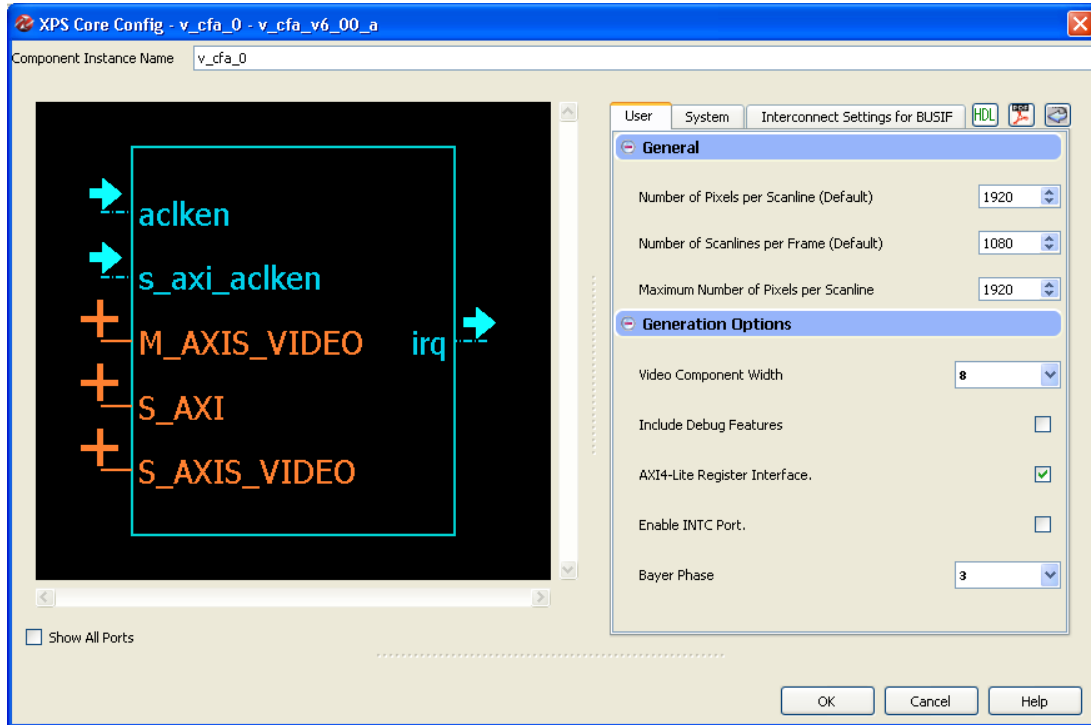 XPS Core Config - v_cfa_0 - v_cfa_v6_00_a
Component Instance Name v_cfa_0
aclken
s_axi_aclken
M_AXIS_VIDEO irq
S_AXI
S_AXIS_VIDEO
Show All Ports
User System Interconnect Settings for BUSIF HDL PDF
General
Number of Pixels per Scanline (Default) 1920
Number of Scanlines per Frame (Default) 1080
Maximum Number of Pixels per Scanline 1920
Generation Options
Video Component Width 8
Include Debug Features
AXI4-Lite Register Interface.
Enable INTC Port.
Bayer Phase 3
OK Cancel Help